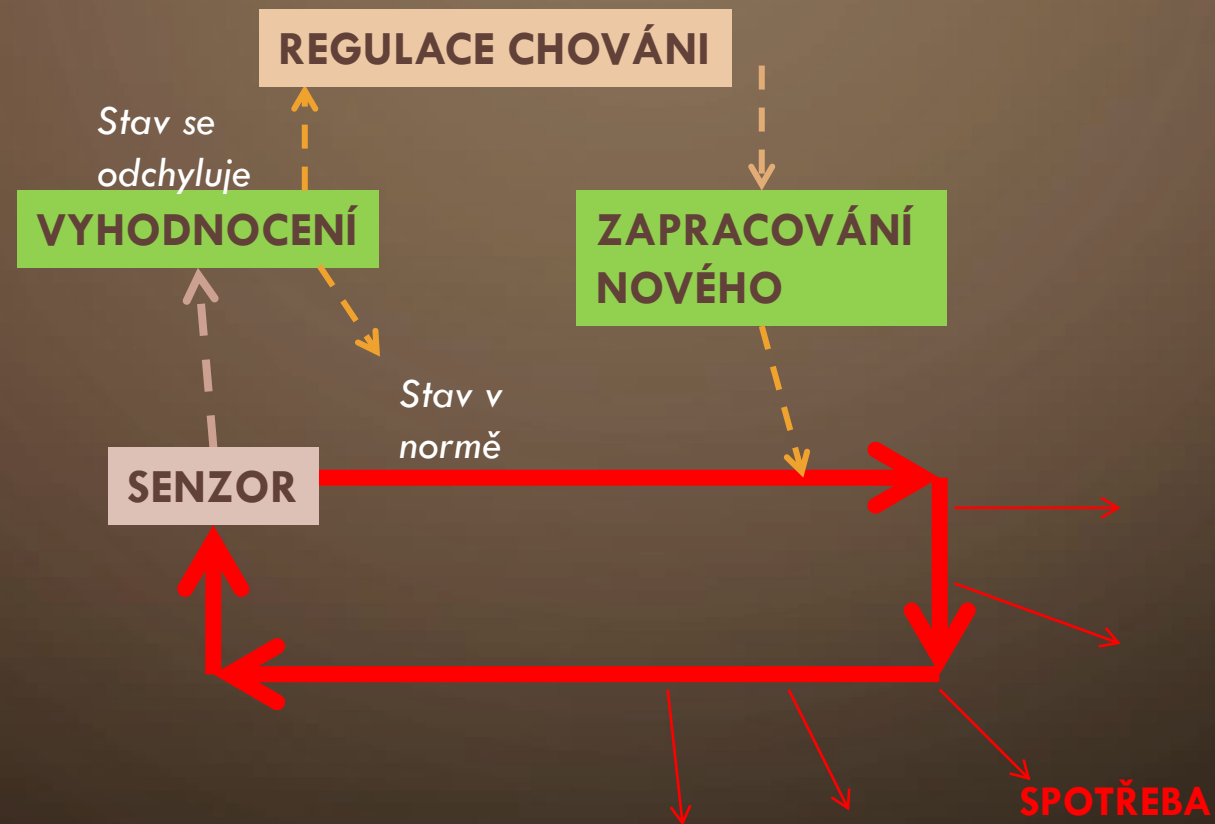 REGULACE CHOVÁNI
Stav se
odchyluje
VYHODNOCENÍ
ZAPRACOVÁNÍ
NOVÉHO
Stav v
normě
SENZOR
SPOTŘEBA